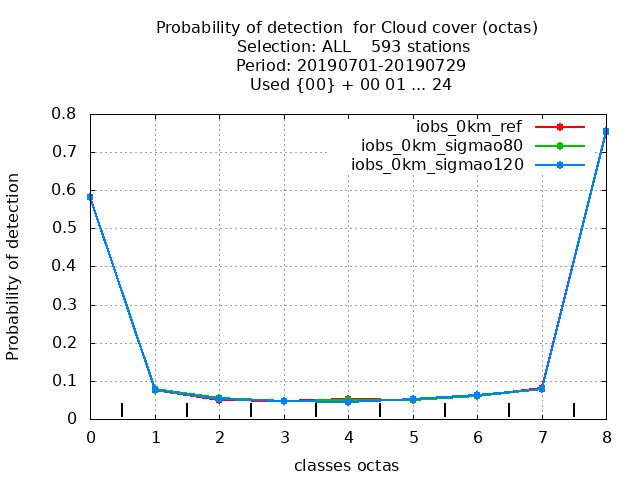 Probability of detection  for Cloud cover (octas)
Selection: ALL    593 stations
Period: 20190701-20190729
Used {00} + 00 01 ... 24
iobs_0km_ref
iobs_0km_sigmao80
iobs_0km_sigmao120
Probability of detection
0.8
0.7
0.6
0.5
0.4
0.3
0.2
0.1
0
0 1 2 3 4 5 6 7 8
classes octas